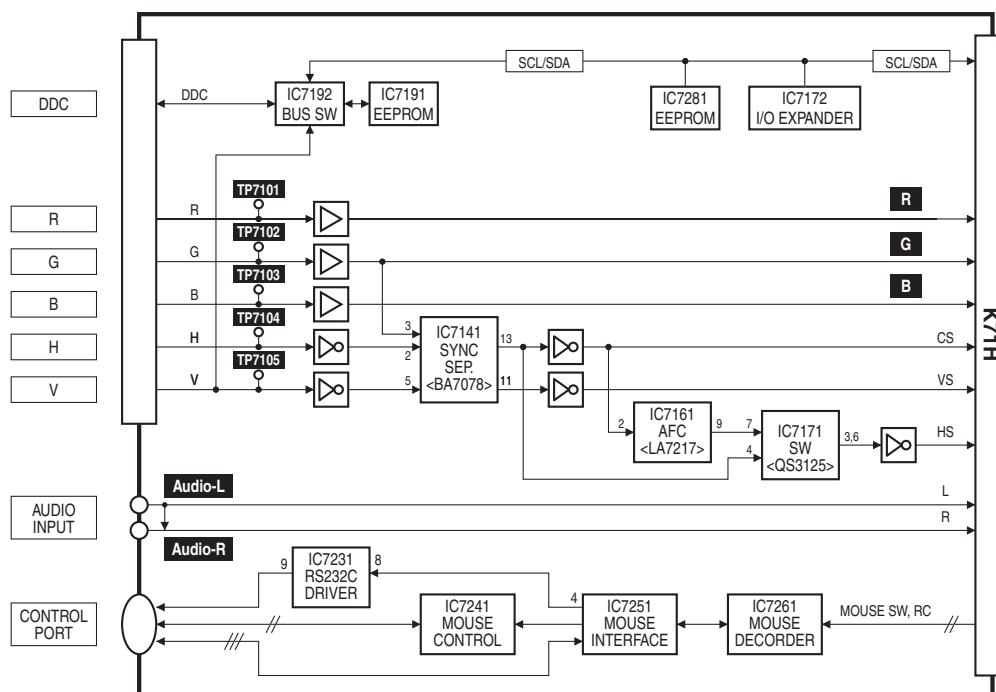 SCL/SDA
SCL/SDA
DDC
DDC
IC7192
BUS SW
IC7191
EEPROM
IC7281
EEPROM
IC7172
I/O EXPANDER
TP7101
R
R
R
TP7102
G
G
G
TP7103
B
B
B
TP7104
H
H
3
2
IC7141
SYNC
SEP.
<BA7078>
13
CS
K71H
TP7105
V
V
5
11
VS
2
IC7161
AFC
<LA7217>
9
7
4
IC7171
SW
<QS3125>
3,6
HS
Audio-L
L
AUDIO
INPUT
R
Audio-R
9
IC7231
RS232C
DRIVER
8
4
CONTROL
PORT
IC7241
MOUSE
CONTROL
IC7251
MOUSE
INTERFACE
IC7261
MOUSE
DECORDER
MOUSE SW, RC